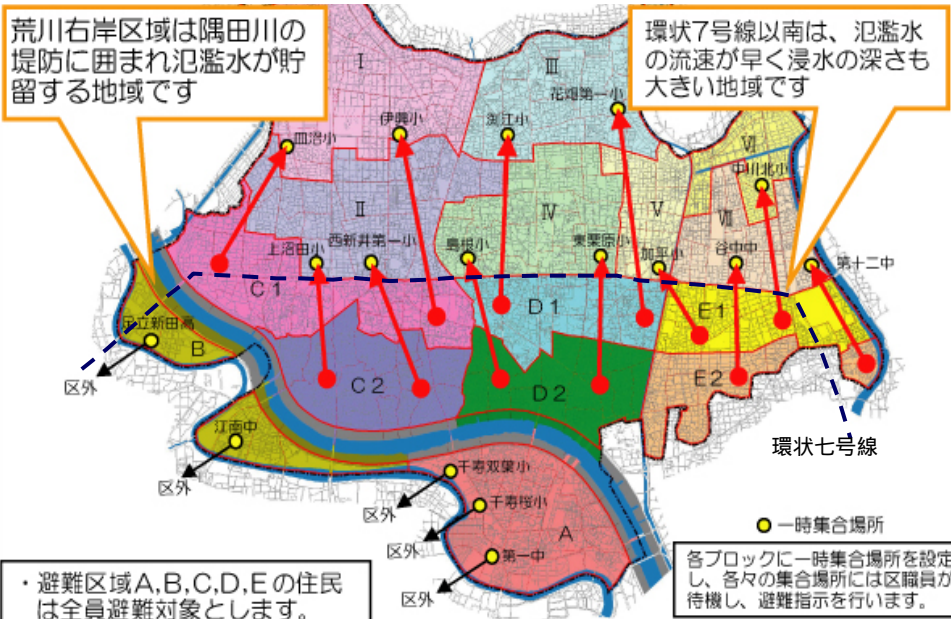 荒川右岸区域は隅田川の
堤防に囲まれ氾濫水が貯
留する地域です
環状7号線以南は、氾濫水
の流速が早く浸水の深さも
大きい地域です
Ⅰ
Ⅲ
花畑第一小
伊興小
渕江小
皿沼小
Ⅵ
中川北小
Ⅱ
Ⅳ
Ⅴ
Ⅶ
上沼田小
西新井第一小
島根小
東栗原小
加平小
谷中中
第十二中
C1
D1
E1
足立新田高
B
区外
C2
D2
E2
江南中
区外
環状七号線
千寿双葉小
区外
千寿桜小
区外
A
第一中
区外
一時集合場所
各ブロックに一時集合場所を設定
し、各々の集合場所には区職員が
待機し、避難指示を行います。
・避難区域A,B,C,D,Eの住民
は全員避難対象とします。